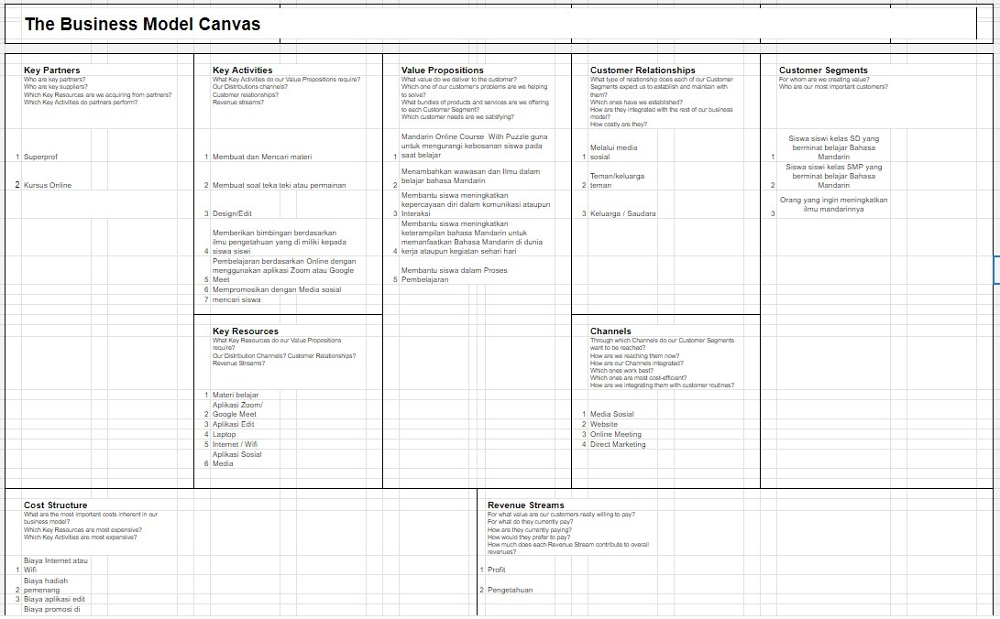 The Business Model Canvas
Key Partners
Who are key partners?
Who are key suppliers?
Which Key Resources are we acquiring from partners?
Which Key Activities do partners perform?
1 Superprof
2 Kursus Online
Key Activities
What Key Activities do our Value Propositions require?
Our Distributions channels?
Customer relationships?
Revenue streams?
1 Membuat dan Mencari materi
2 Membuat soal teka teki atau permainan
3 Design/Edit
Memberikan bimbingan berdasarkan
ilmu pengetahuan yang di miliki kepada
4 siswa siswi
Pembelajaran berdasarkan Online dengan
menggunakan aplikasi Zoom atau Google
5 Meet
6 Mempromosikan dengan Media sosial
7 mencari siswa
Key Resources
What Key Resources do our Value Propositions
require?
Our Distribution Channels? Customer Relationships?
Revenue Streams?
1 Materi belajar
Aplikasi Zoom/
2 Google Meet
3 Aplikasi Edit
4 Laptop
5 Internet / Wifi
Aplikasi Sosial
6 Media
Value Propositions
What value do we deliver to the customer?
Which one of our customer's problems are we helping
to solve?
What bundles of products and services are we offering
to each Customer Segment?
Which customer needs are we satisfying?
Mandarin Online Course With Puzzle guna
untuk mengurangi kebosanan siswa pada
1 saat belajar
Menambahkan wawasan dan Ilmu dalam
2 belajar bahasa Mandarin
Membantu siswa meningkatkan
kepercayaan diri dalam komunikasi ataupun
3 Interaksi
Membantu siswa meningkatkan
keterampilan bahasa Mandarin untuk
memanfaatkan Bahasa Mandarin di dunia
4 kerja ataupun kegiatan sehari hari
Membantu siswa dalam Proses
5 Pembelajaran
Customer Relationships
What type of relationship does each of our Customer
Segments expect us to establish and maintain with
them?
Which ones have we established?
How are they integrated with the rest of our business
model?
How costly are they?
Melalui media
1 sosial
Teman/keluarga
2 teman
3 Keluarga / Saudara
Channels
Through which Channels do our Customer Segments
want to be reached?
How are we reaching them now?
How are our Channels integrated?
Which ones work best?
Which ones are most cost-efficient?
How are we integrating them with customer routines?
1 Media Sosial
2 Website
3 Online Meeting
4 Direct Marketing
Customer Segments
For whom are we creating value?
Who are our most important customers?
Siswa siswi kelas SD yang
berminat belajar Bahasa
1 Mandarin
Siswa siswi kelas SMP yang
berminat belajar Bahasa
2 Mandarin
Orang yang ingin meningkatkan
ilmu mandarinnya
3
Cost Structure
What are the most important costs inherent in our
business model?
Which Key Resources are most expensive?
Which Key Activities are most expensive?
Biaya Internet atau
1 Wifi
Biaya hadiah
2 pemenang
3 Biaya aplikasi edit
Biaya promosi di
Revenue Streams
For what value are our customers really willing to pay?
For what do they currently pay?
How are they currently paying?
How would they prefer to pay?
How much does each Revenue Stream contribute to overall
revenues?
1 Profit
2 Pengetahuan